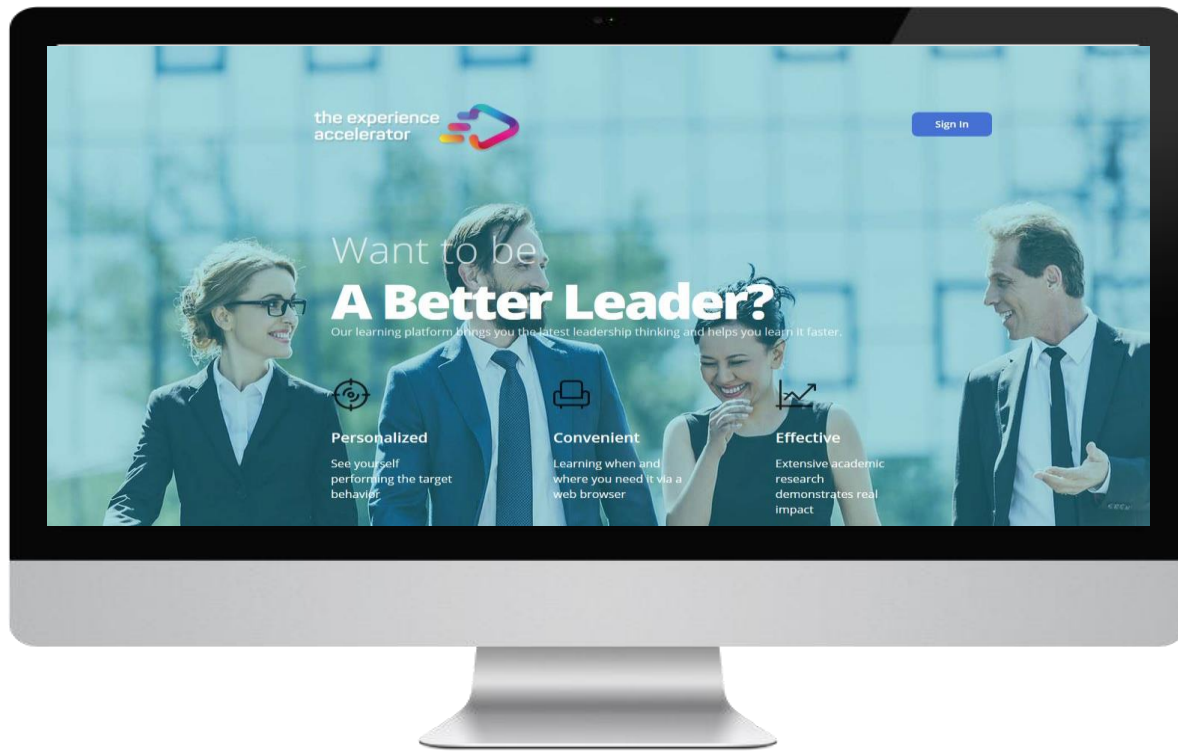 the experience
accelerator
Sign In
Want to be
A Better Leader?
Our learning platform brings you the latest leadership thinking and helps you learn it faster.
Personalized
See yourself
performing the target
behavior
Convenient
Learning when and
where you need it via a
web browser
Effective
Extensive academic
research
demonstrates real
impact